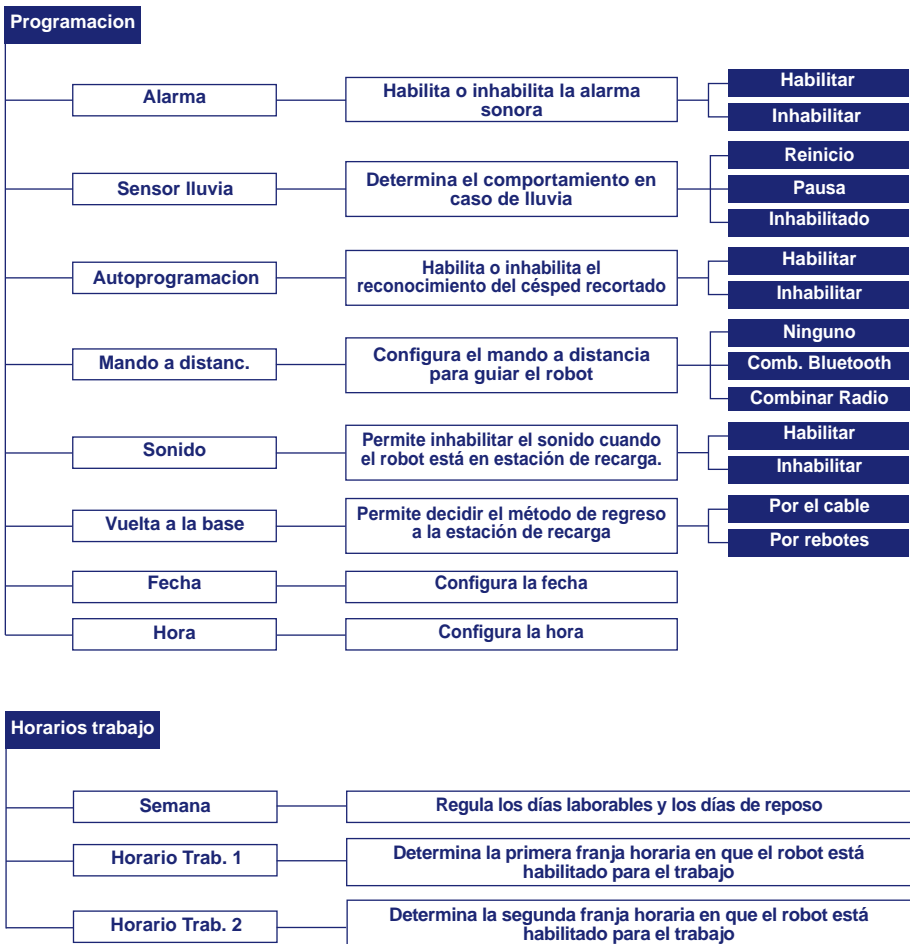 Programacion
Alarma
Habilita o inhabilita la alarma
sonora
Habilitar
Inhabilitar
Sensor lluvia
Determina el comportamiento en
caso de lluvia
Reinicio
Pausa
Inhabilitado
Autoprogramacion
Habilita o inhabilita el
reconocimiento del césped recortado
Habilitar
Inhabilitar
Mando a distanc.
Configura el mando a distancia
para guiar el robot
Ninguno
Comb. Bluetooth
Combinar Radio
Sonido
Permite inhabilitar el sonido cuando
el robot está en estación de recarga.
Habilitar
Inhabilitar
Vuelta a la base
Permite decidir el método de regreso
a la estación de recarga
Por el cable
Por rebotes
Fecha
Configura la fecha
Hora
Configura la hora
Horarios trabajo
Semana
Regula los días laborables y los días de reposo
Horario Trab. 1
Determina la primera franja horaria en que el robot está
habilitado para el trabajo
Horario Trab. 2
Determina la segunda franja horaria en que el robot está
habilitado para el trabajo